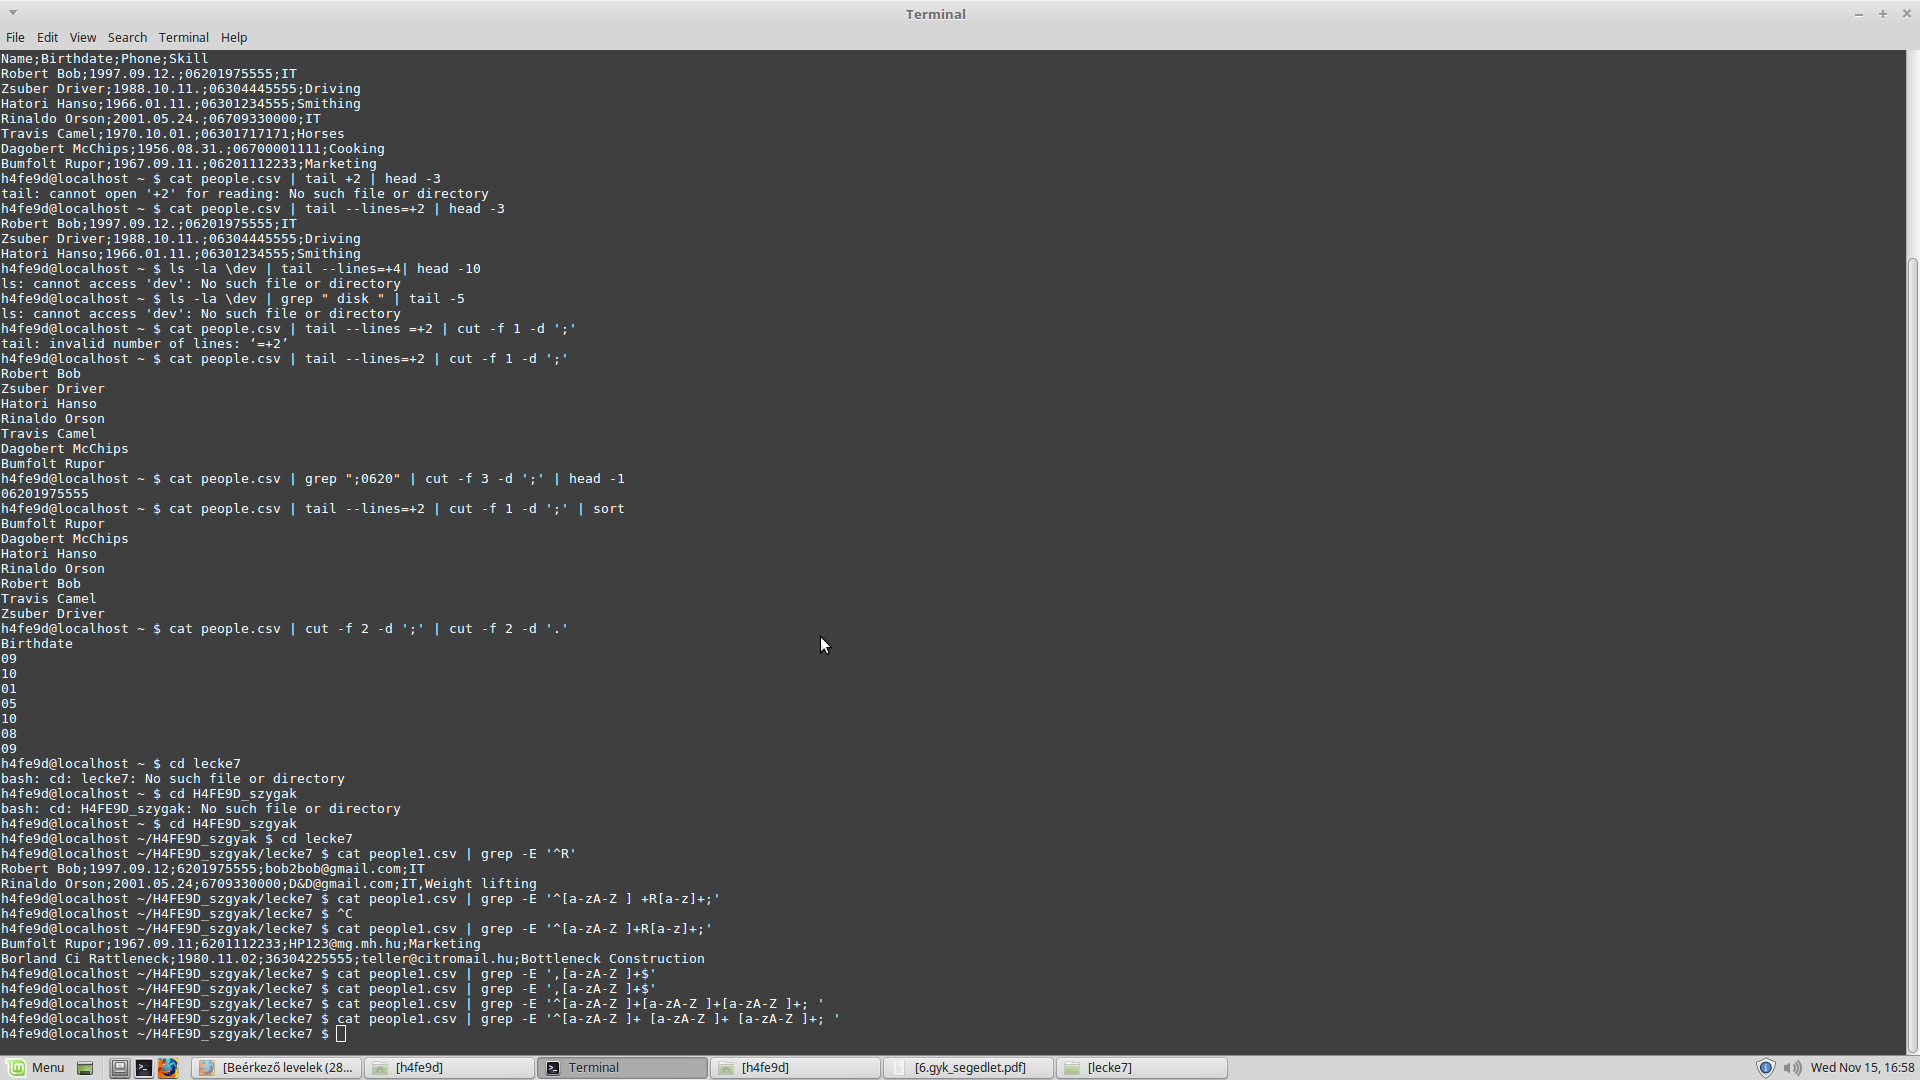 Terminal
File Edit View Search Terminal Help
Name;Birthdate;Phone;Skill
Robert Bob;1997.09.12.;06201975555;IT
Zsuber Driver;1988.10.11.;06304445555;Driving
Hatori Hanso;1966.01.11.;06301234555;Smithing
Rinaldo Orson;2001.05.24.;06709330000;IT
Travis Camel;1970.10.01.;06301717171;Horses
Dagobert McChips;1956.08.31.;06700001111;Cooking
Bumfolt Rupor;1967.09.11.;06201112233;Marketing
h4fe9d@localhost ~ $ cat people.csv | tail +2 | head -3
tail: cannot open '+2' for reading: No such file or directory
h4fe9d@localhost ~ $ cat people.csv | tail --lines=+2 | head -3
Robert Bob;1997.09.12.;06201975555;IT
Zsuber Driver;1988.10.11.;06304445555;Driving
Hatori Hanso;1966.01.11.;06301234555;Smithing
h4fe9d@localhost ~ $ ls -la \dev | tail --lines=+4| head -10
ls: cannot access 'dev': No such file or directory
h4fe9d@localhost ~ $ ls -la \dev | grep " disk " | tail -5
ls: cannot access 'dev': No such file or directory
h4fe9d@localhost ~ $ cat people.csv | tail --lines =+2 | cut -f 1 -d ';'
tail: invalid number of lines: ‘=+2’
h4fe9d@localhost ~ $ cat people.csv | tail --lines=+2 | cut -f 1 -d ';'
Robert Bob
Zsuber Driver
Hatori Hanso
Rinaldo Orson
Travis Camel
Dagobert McChips
Bumfolt Rupor
h4fe9d@localhost ~ $ cat people.csv | grep ";0620" | cut -f 3 -d ';' | head -1
06201975555
h4fe9d@localhost ~ $ cat people.csv | tail --lines=+2 | cut -f 1 -d ';' | sort
Bumfolt Rupor
Dagobert McChips
Hatori Hanso
Rinaldo Orson
Robert Bob
Travis Camel
Zsuber Driver
h4fe9d@localhost ~ $ cat people.csv | cut -f 2 -d ';' | cut -f 2 -d '.'
Birthdate
09
10
01
05
10
08
09
h4fe9d@localhost ~ $ cd lecke7
bash: cd: lecke7: No such file or directory
h4fe9d@localhost ~ $ cd H4FE9D_szygak
bash: cd: H4FE9D_szygak: No such file or directory
h4fe9d@localhost ~ $ cd H4FE9D_szgyak
h4fe9d@localhost ~/H4FE9D_szgyak $ cd lecke7
h4fe9d@localhost ~/H4FE9D_szgyak/lecke7 $ cat people1.csv | grep -E '^R'
Robert Bob;1997.09.12;6201975555;bob2bob@gmail.com;IT
Rinaldo Orson;2001.05.24;6709330000;D&D@gmail.com;IT,Weight lifting
h4fe9d@localhost ~/H4FE9D_szgyak/lecke7 $ cat people1.csv | grep -E '^[a-zA-Z ] +R[a-z]+;'
h4fe9d@localhost ~/H4FE9D_szgyak/lecke7 $ ^C
h4fe9d@localhost ~/H4FE9D_szgyak/lecke7 $ cat people1.csv | grep -E '^[a-zA-Z ]+R[a-z]+;'
Bumfolt Rupor;1967.09.11;6201112233;HP123@mg.mh.hu;Marketing
Borland Ci Rattleneck;1980.11.02;36304225555;teller@citromail.hu;Bottleneck Construction
h4fe9d@localhost ~/H4FE9D_szgyak/lecke7 $ cat people1.csv | grep -E ',[a-zA-Z ]+$'
h4fe9d@localhost ~/H4FE9D_szgyak/lecke7 $ cat people1.csv | grep -E ',[a-zA-Z ]+$'
h4fe9d@localhost ~/H4FE9D_szgyak/lecke7 $ cat people1.csv | grep -E '^[a-zA-Z ]+[a-zA-Z ]+[a-zA-Z ]+; '
h4fe9d@localhost ~/H4FE9D_szgyak/lecke7 $ cat people1.csv | grep -E '^[a-zA-Z ]+ [a-zA-Z ]+ [a-zA-Z ]+; '
h4fe9d@localhost ~/H4FE9D_szgyak/lecke7 $
Menu [Beérkező levelek (28... [h4fe9d] Terminal [h4fe9d] [6.gyk_segedlet.pdf] [lecke7] Wed Nov 15, 16:58